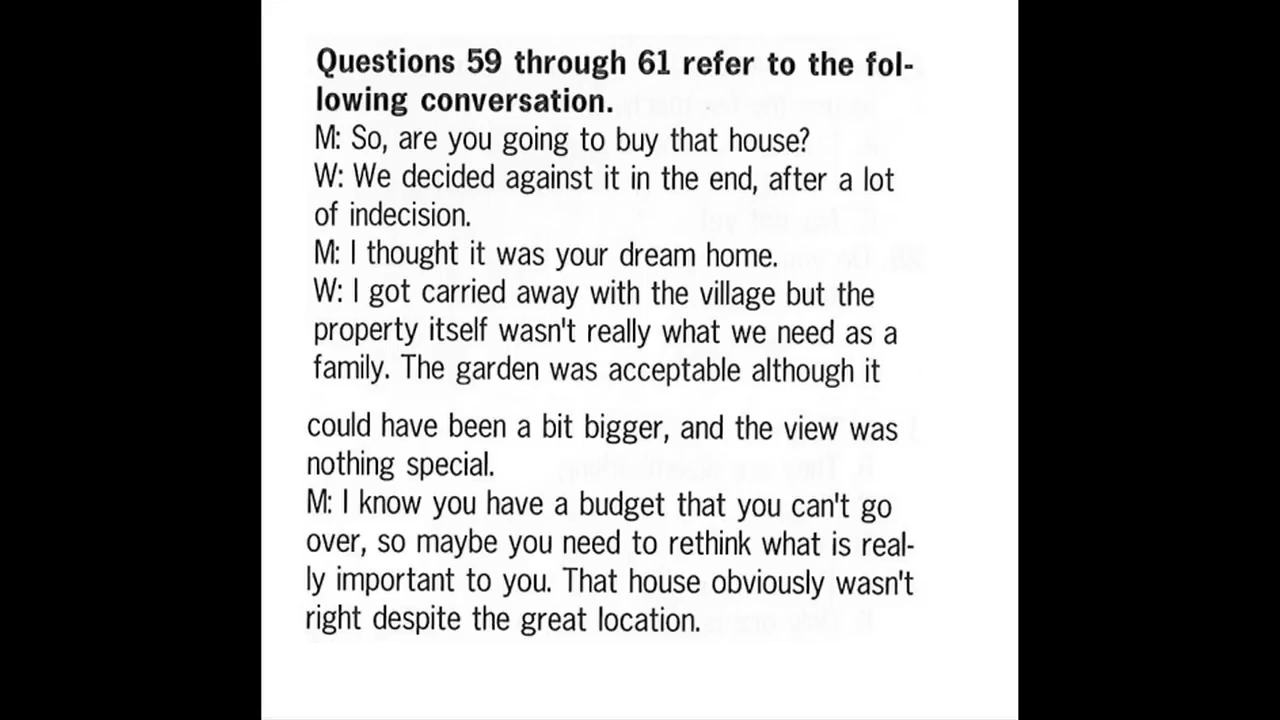 Questions 59 through 61 refer to the fol-
lowing conversation.
M: So, are you going to buy that house?
W: We decided against it in the end, after a lot
of indecision.
M: I thought it was your dream home.
W: I got carried away with the village but the
property itself wasn't really what we need as a
family. The garden was acceptable although it
could have been a bit bigger, and the view was
nothing special.
M: I know you have a budget that you can't go
over, so maybe you need to rethink what is real-
ly important to you. That house obviously wasn't
right despite the great location.